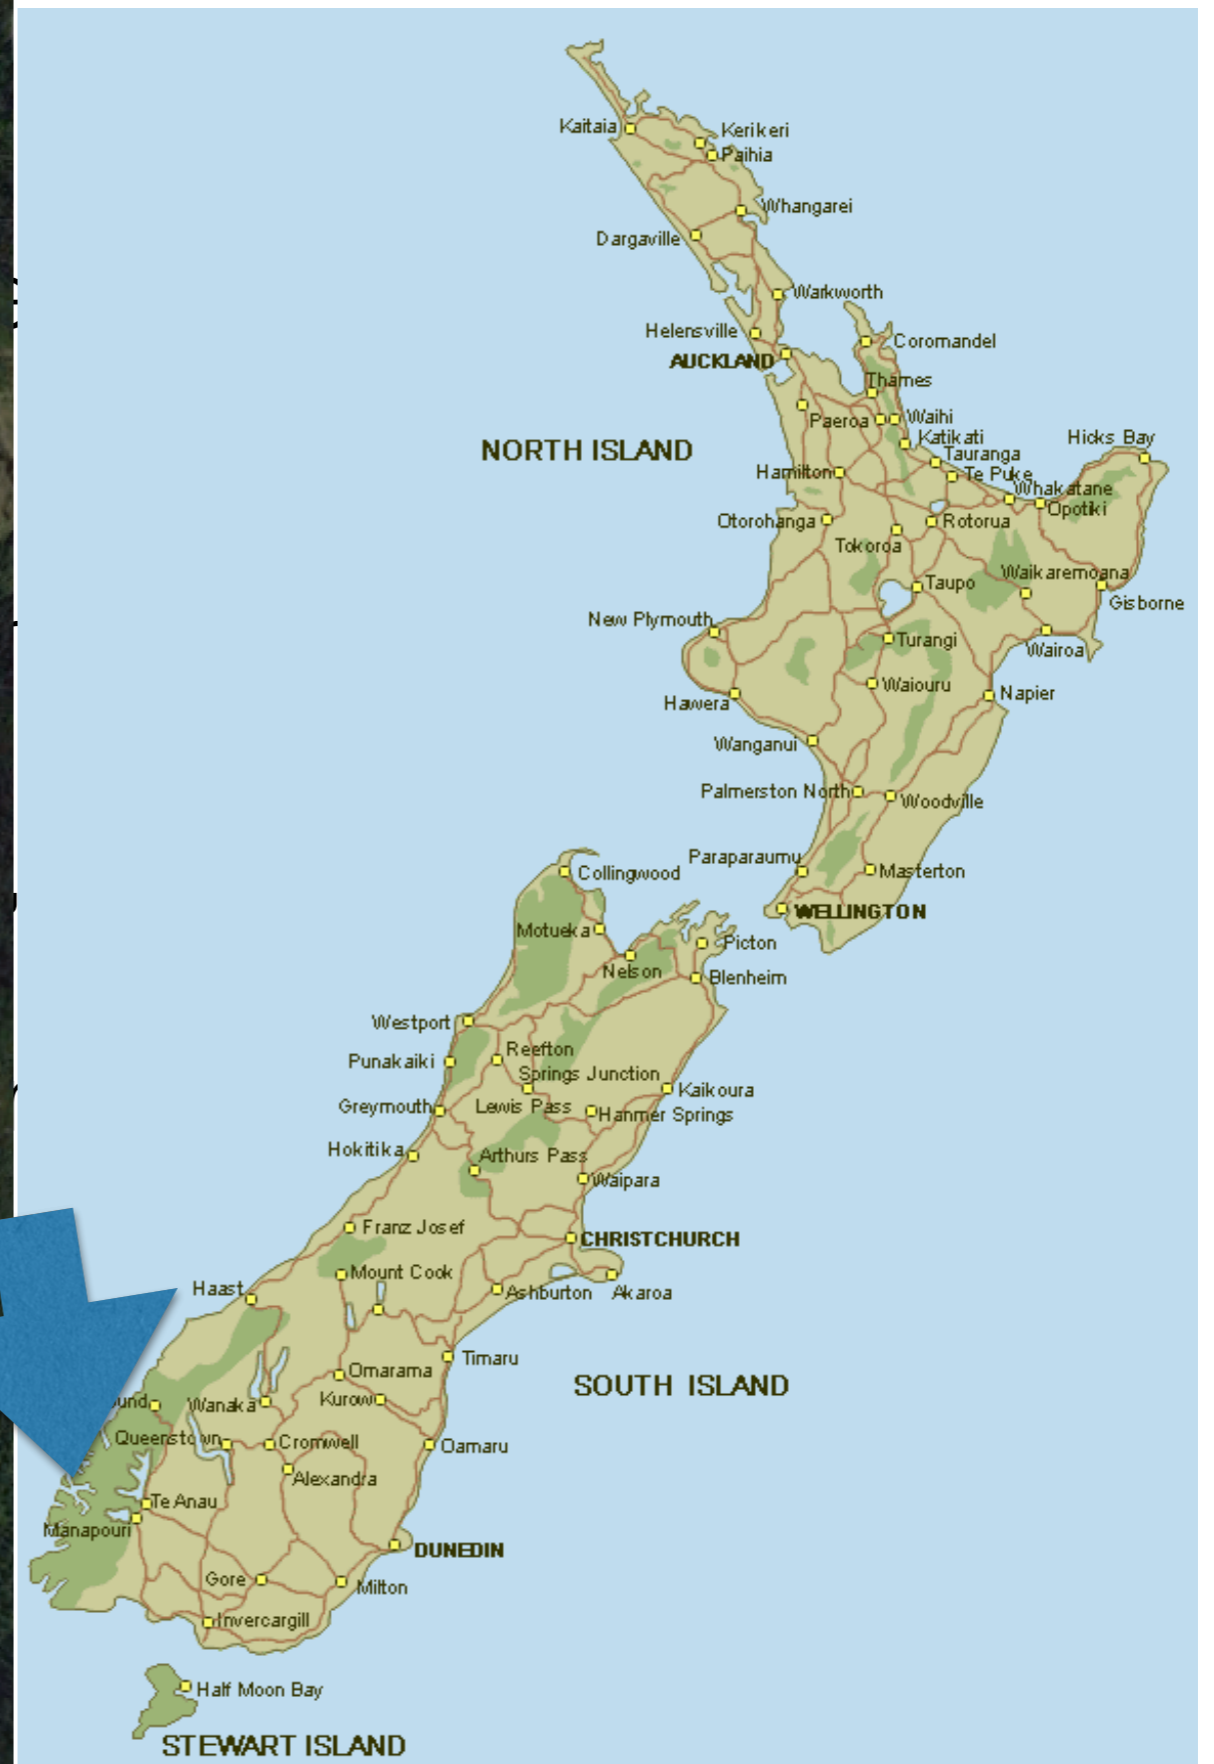 Kaitaia
Kerikeri
Paihia
Whangarei
Dargaville
Warkworth
Helensville
Coromandel
AUCKLAND
Thames
Paeroa
Waihi
Katikati
Hicks Bay
NORTH ISLAND
Tauranga
Hamilton
Te Puke
Whakatane
Opotiki
Otorohanga
Rotorua
Tokoroa
Waikaremoana
Taupo
Gisborne
New Plymouth
Turangi
Wairoa
Waiouru
Napier
Hawera
Wanganui
Palmerston North
Woodville
Paraparaumu
Masterton
Collingwood
WELLINGTON
Motueka
Picton
Nelson
Blenheim
Westport
Reefton
Punakaiki
Springs Junction
Kaikoura
Greymouth
Lewis Pass
Hanmer Springs
Hokitika
Arthurs Pass
Waipara
Franz Josef
CHRISTCHURCH
Mount Cook
Haast
Ashburton
Akaroa
Timaru
Omarama
SOUTH ISLAND
und
Wanaka
Kurow
Queenstown
Cromwell
Oamaru
Alexandra
Te Anau
Manapouri
DUNEDIN
Gore
Milton
Invercargill
Half Moon Bay
STEWART ISLAND